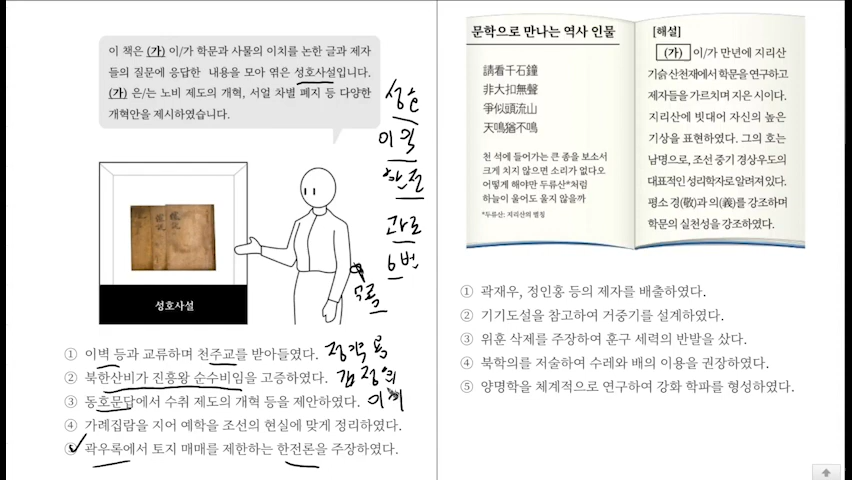 이 책은 (가) 이/가 학문과 사물의 이치를 논한 글과 제자
들의 질문에 응답한 내용을 모아 엮은 성호사설입니다.
(가) 은/는 노비 제도의 개혁, 서얼 차별 폐지 등 다양한
개혁안을 제시하였습니다.
성호
이익
한전
6번
성호사설
① 이벽 등과 교류하며 천주교를 받아들였다. 정약용
② 북한산비가 진흥왕 순수비임을 고증하였다. 김정희
③ 동호문답에서 수취 제도의 개혁 등을 제안하였다. 이이
④ 가례집람을 지어 예학을 조선의 현실에 맞게 정리하였다.
⑤ 곽우록에서 토지 매매를 제한하는 한전론을 주장하였다.
문학으로 만나는 역사 인물
請看千石鐘
非大扣無聲
爭似頭流山
天鳴猶不鳴
천 석에 들어가는 큰 종을 보소서
크게 치지 않으면 소리가 없다오
어떻게 해야만 두류산*처럼
하늘이 울어도 울지 않을까
*두류산: 지리산의 별칭
[해설]
(가) 이/가 만년에 지리산
기슭 산천재에서 학문을 연구하고
제자들을 가르치며 지은 시이다.
지리산에 빗대어 자신의 높은
기상을 표현하였다. 그의 호는
남명으로, 조선 중기 경상우도의
대표적인 성리학자로 알려져 있다.
평소 경(敬)과 의(義)를 강조하며
학문의 실천성을 강조하였다.
① 곽재우, 정인홍 등의 제자를 배출하였다.
② 기기도설을 참고하여 거중기를 설계하였다.
③ 위훈 삭제를 주장하여 훈구 세력의 반발을 샀다.
④ 북학의를 저술하여 수레와 배의 이용을 권장하였다.
⑤ 양명학을 체계적으로 연구하여 강화 학파를 형성하였다.